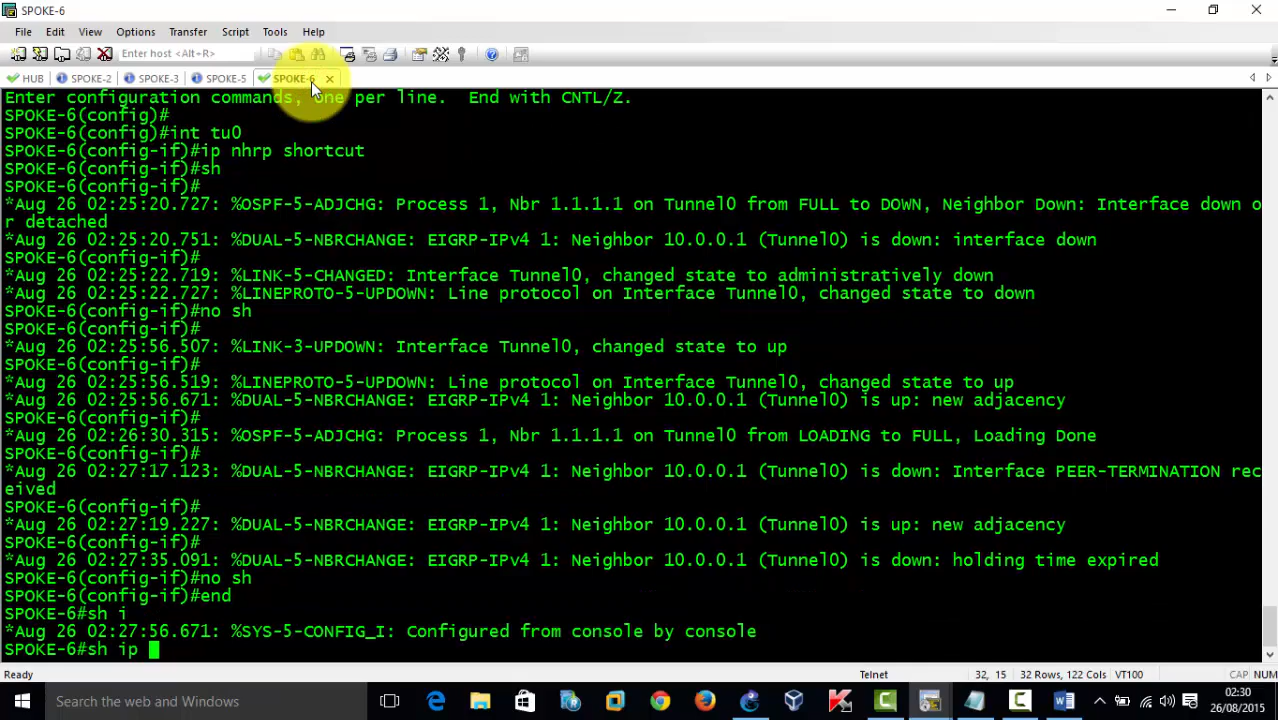 SPOKE-6
File Edit View Options Transfer Script Tools Help
Enter host <Alt+R>
HUB SPOKE-2 SPOKE-3 SPOKE-5 SPOKE-6
Enter configuration commands, one per line. End with CNTL/Z.
SPOKE-6(config)#
SPOKE-6(config)#int tu0
SPOKE-6(config-if)#ip nhrp shortcut
SPOKE-6(config-if)#sh
SPOKE-6(config-if)#
*Aug 26 02:25:20.727: %OSPF-5-ADJCHG: Process 1, Nbr 1.1.1.1 on Tunnel0 from FULL to DOWN, Neighbor Down: Interface down o
r detached
*Aug 26 02:25:20.751: %DUAL-5-NBRCHANGE: EIGRP-IPv4 1: Neighbor 10.0.0.1 (Tunnel0) is down: interface down
SPOKE-6(config-if)#
*Aug 26 02:25:22.719: %LINK-5-CHANGED: Interface Tunnel0, changed state to administratively down
*Aug 26 02:25:22.727: %LINEPROTO-5-UPDOWN: Line protocol on Interface Tunnel0, changed state to down
SPOKE-6(config-if)#no sh
SPOKE-6(config-if)#
*Aug 26 02:25:56.507: %LINK-3-UPDOWN: Interface Tunnel0, changed state to up
SPOKE-6(config-if)#
*Aug 26 02:25:56.519: %LINEPROTO-5-UPDOWN: Line protocol on Interface Tunnel0, changed state to up
*Aug 26 02:25:56.671: %DUAL-5-NBRCHANGE: EIGRP-IPv4 1: Neighbor 10.0.0.1 (Tunnel0) is up: new adjacency
SPOKE-6(config-if)#
*Aug 26 02:26:30.315: %OSPF-5-ADJCHG: Process 1, Nbr 1.1.1.1 on Tunnel0 from LOADING to FULL, Loading Done
SPOKE-6(config-if)#
*Aug 26 02:27:17.123: %DUAL-5-NBRCHANGE: EIGRP-IPv4 1: Neighbor 10.0.0.1 (Tunnel0) is down: Interface PEER-TERMINATION rec
eived
SPOKE-6(config-if)#
*Aug 26 02:27:19.227: %DUAL-5-NBRCHANGE: EIGRP-IPv4 1: Neighbor 10.0.0.1 (Tunnel0) is up: new adjacency
SPOKE-6(config-if)#
*Aug 26 02:27:35.091: %DUAL-5-NBRCHANGE: EIGRP-IPv4 1: Neighbor 10.0.0.1 (Tunnel0) is down: holding time expired
SPOKE-6(config-if)#no sh
SPOKE-6(config-if)#end
SPOKE-6#sh i
*Aug 26 02:27:56.671: %SYS-5-CONFIG_I: Configured from console by console
SPOKE-6#sh ip
Ready Telnet 32, 15 32 Rows, 122 Cols VT100 CAP NUM
Search the web and Windows
02:30
26/08/2015